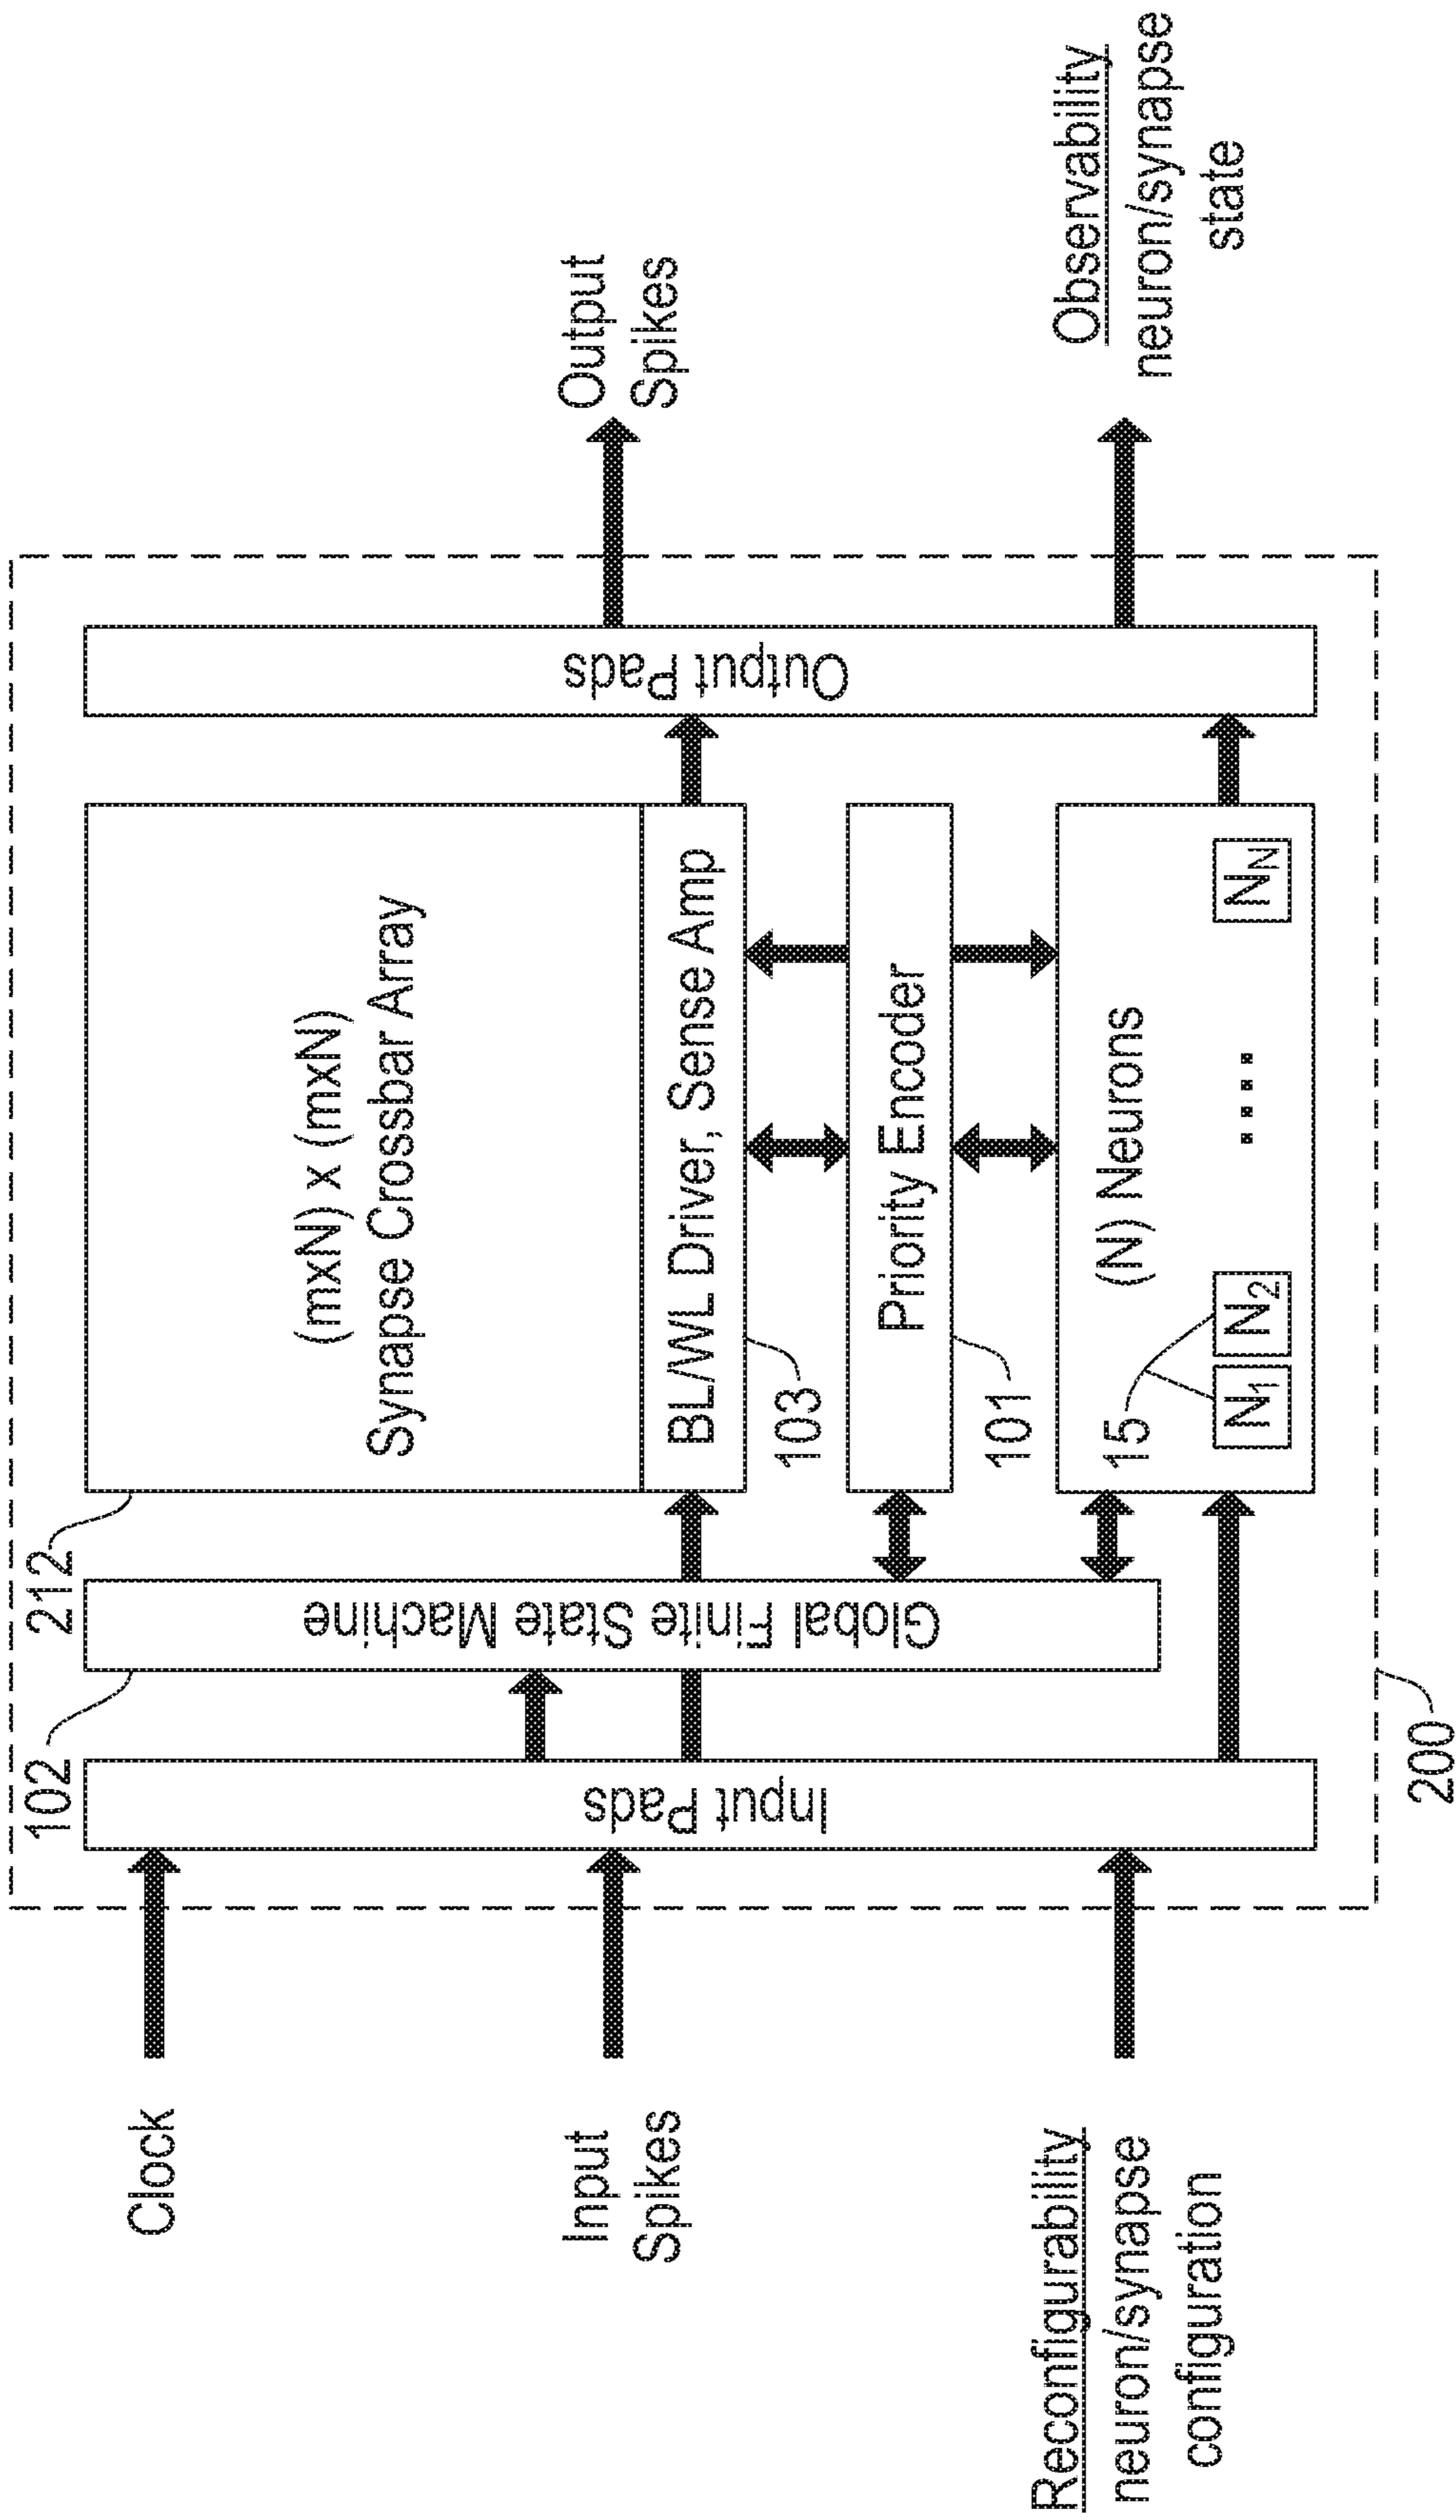 Clock
Input
Spikes
Reconfigurability
neuron/synapse
configuration
102
Input Pads
Global Finite State Machine
212
(mxN) x (mxN)
Synapse Crossbar Array
BL/WL Driver, Sense Amp
103
Priority Encoder
101
(N) Neurons
15
N1
N2
....
NN
Output Pads
200
Output
Spikes
Observability
neuron/synapse
state